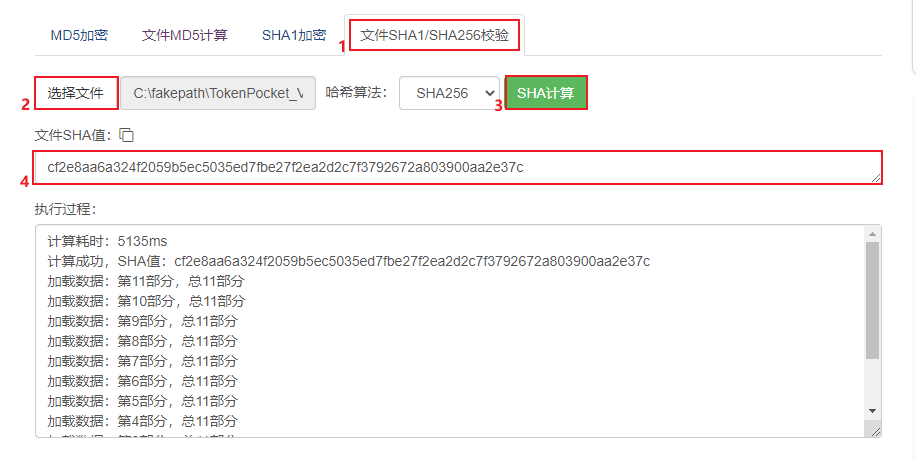 MD5加密 文件MD5计算 SHA1加密 1 文件SHA1/SHA256校验
2 选择文件 C:\fakepath\TokenPocket_V 哈希算法： SHA256 3 SHA计算
文件SHA值：
4 cf2e8aa6a324f2059b5ec5035ed7fbe27f2ea2d2c7f3792672a803900aa2e37c
执行过程：
计算耗时：5135ms
计算成功，SHA值：cf2e8aa6a324f2059b5ec5035ed7fbe27f2ea2d2c7f3792672a803900aa2e37c
加载数据：第11部分，总11部分
加载数据：第10部分，总11部分
加载数据：第9部分，总11部分
加载数据：第8部分，总11部分
加载数据：第7部分，总11部分
加载数据：第6部分，总11部分
加载数据：第5部分，总11部分
加载数据：第4部分，总11部分